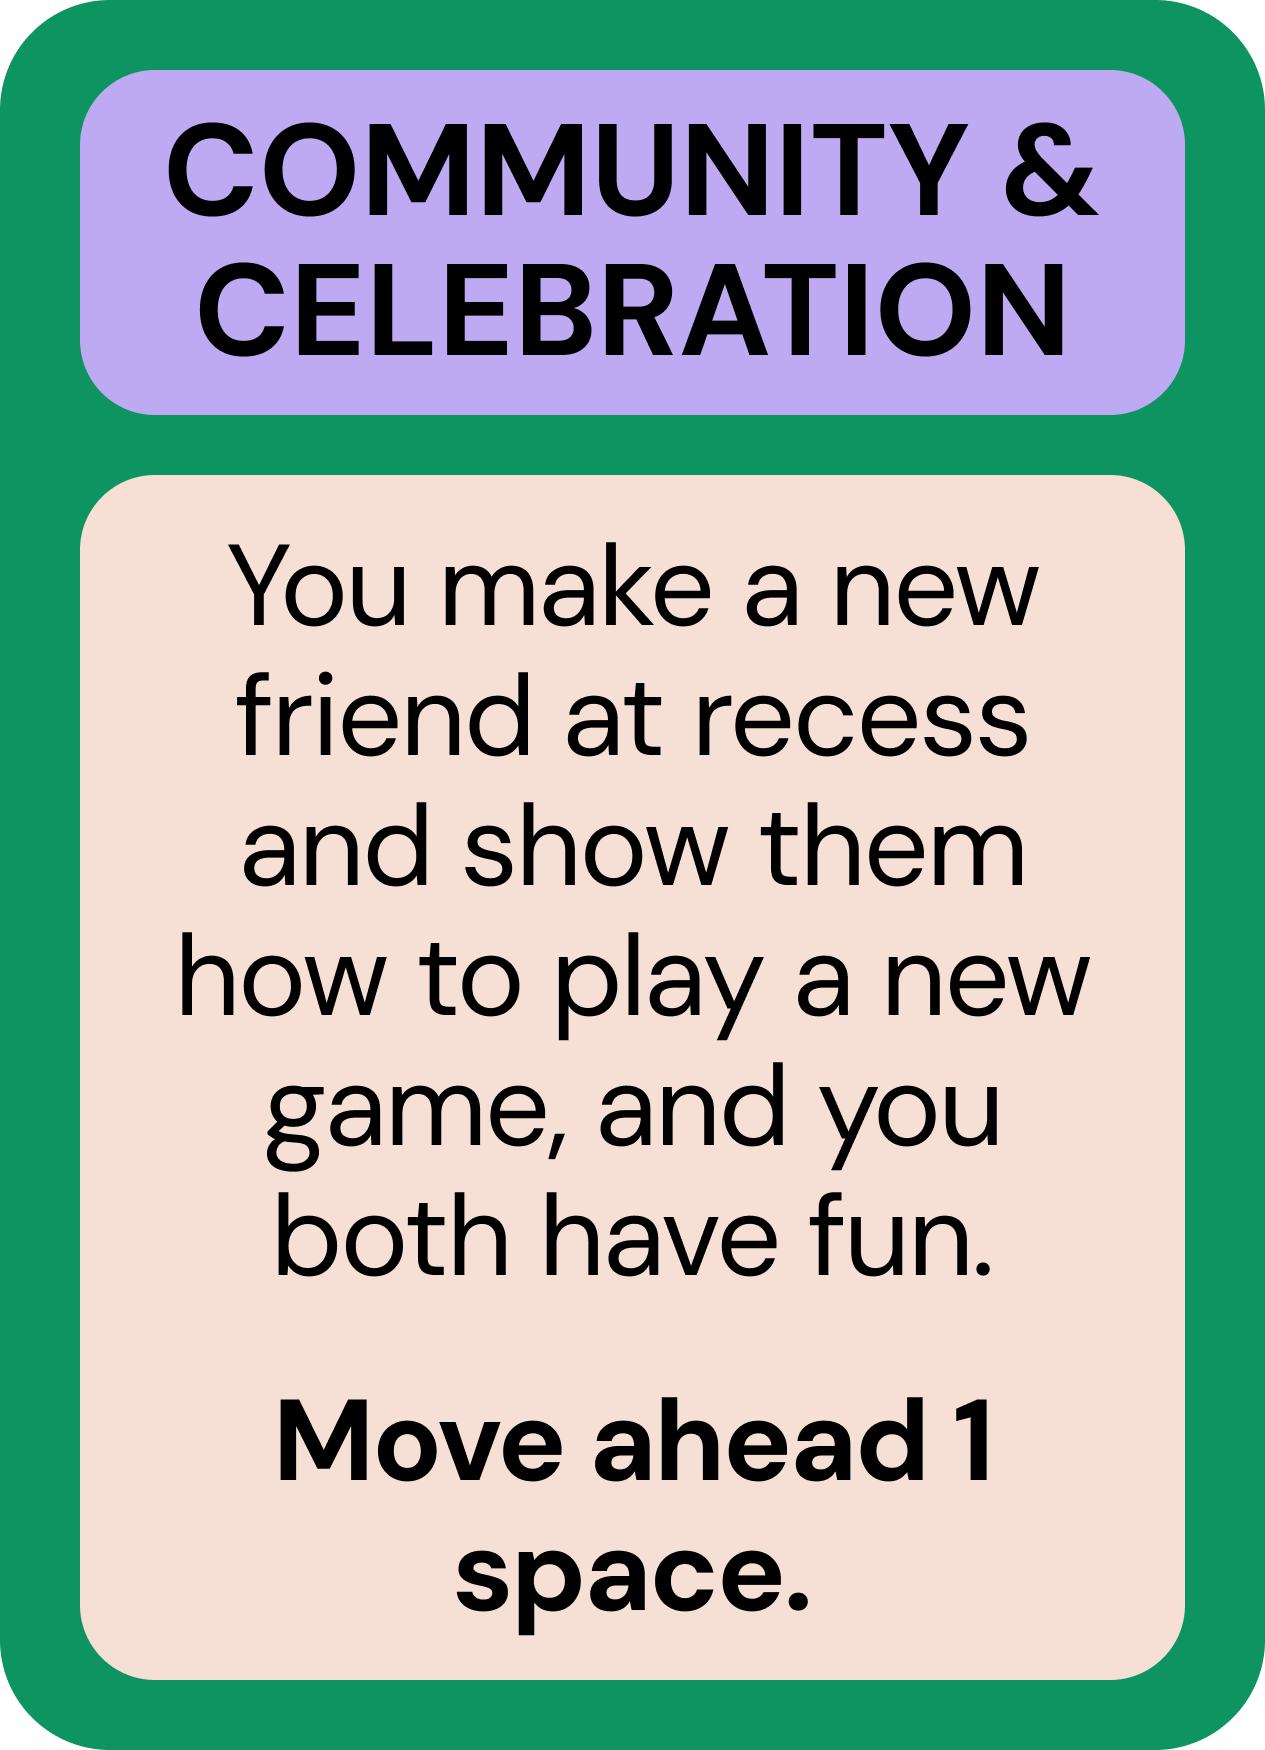 COMMUNITY &
CELEBRATION
You make a new
friend at recess
and show them
how to play a new
game, and you
both have fun.
Move ahead 1
space.